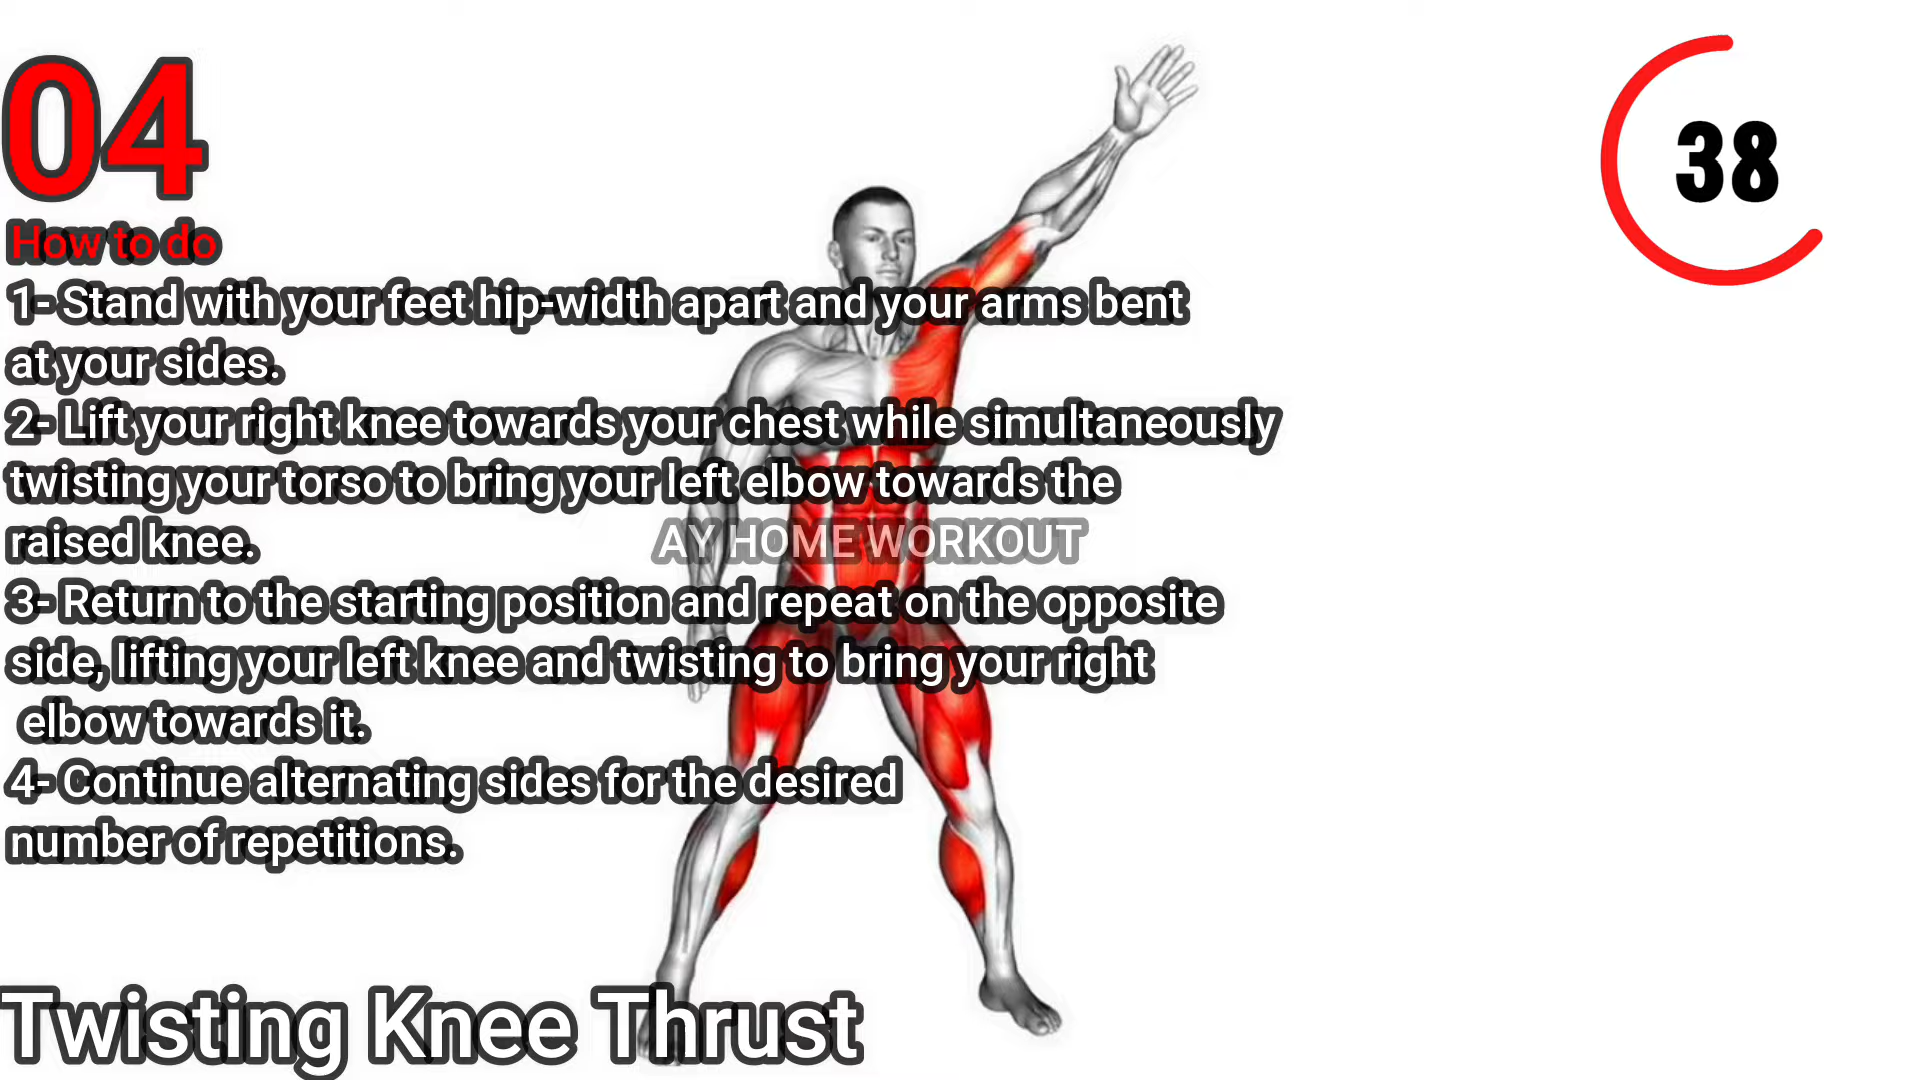 04
38
How to do
1- Stand with your feet hip-width apart and your arms bent
at your sides.
2- Lift your right knee towards your chest while simultaneously
twisting your torso to bring your left elbow towards the
raised knee.
AY HOME WORKOUT
3- Return to the starting position and repeat on the opposite
side, lifting your left knee and twisting to bring your right
elbow towards it.
4- Continue alternating sides for the desired
number of repetitions.
Twisting Knee Thrust